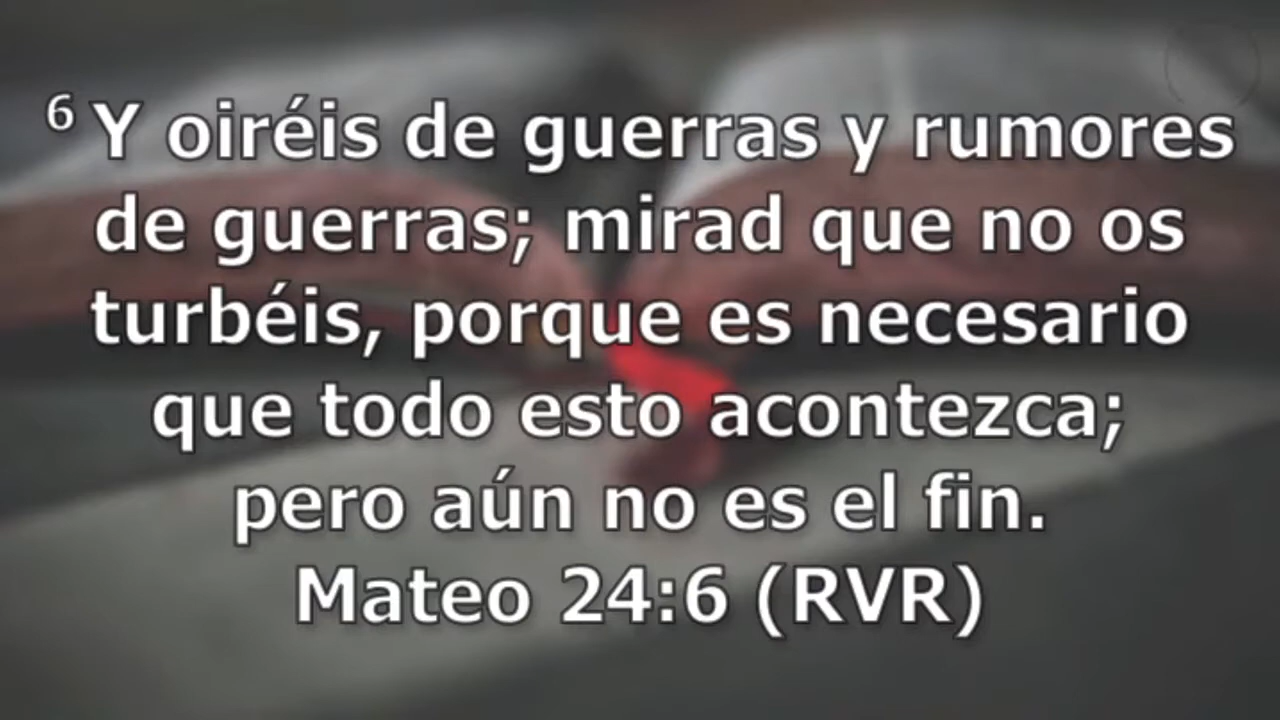 6 Y oiréis de guerras y rumores
de guerras; mirad que no os
turbéis, porque es necesario
que todo esto acontezca;
pero aún no es el fin.
Mateo 24:6 (RVR)